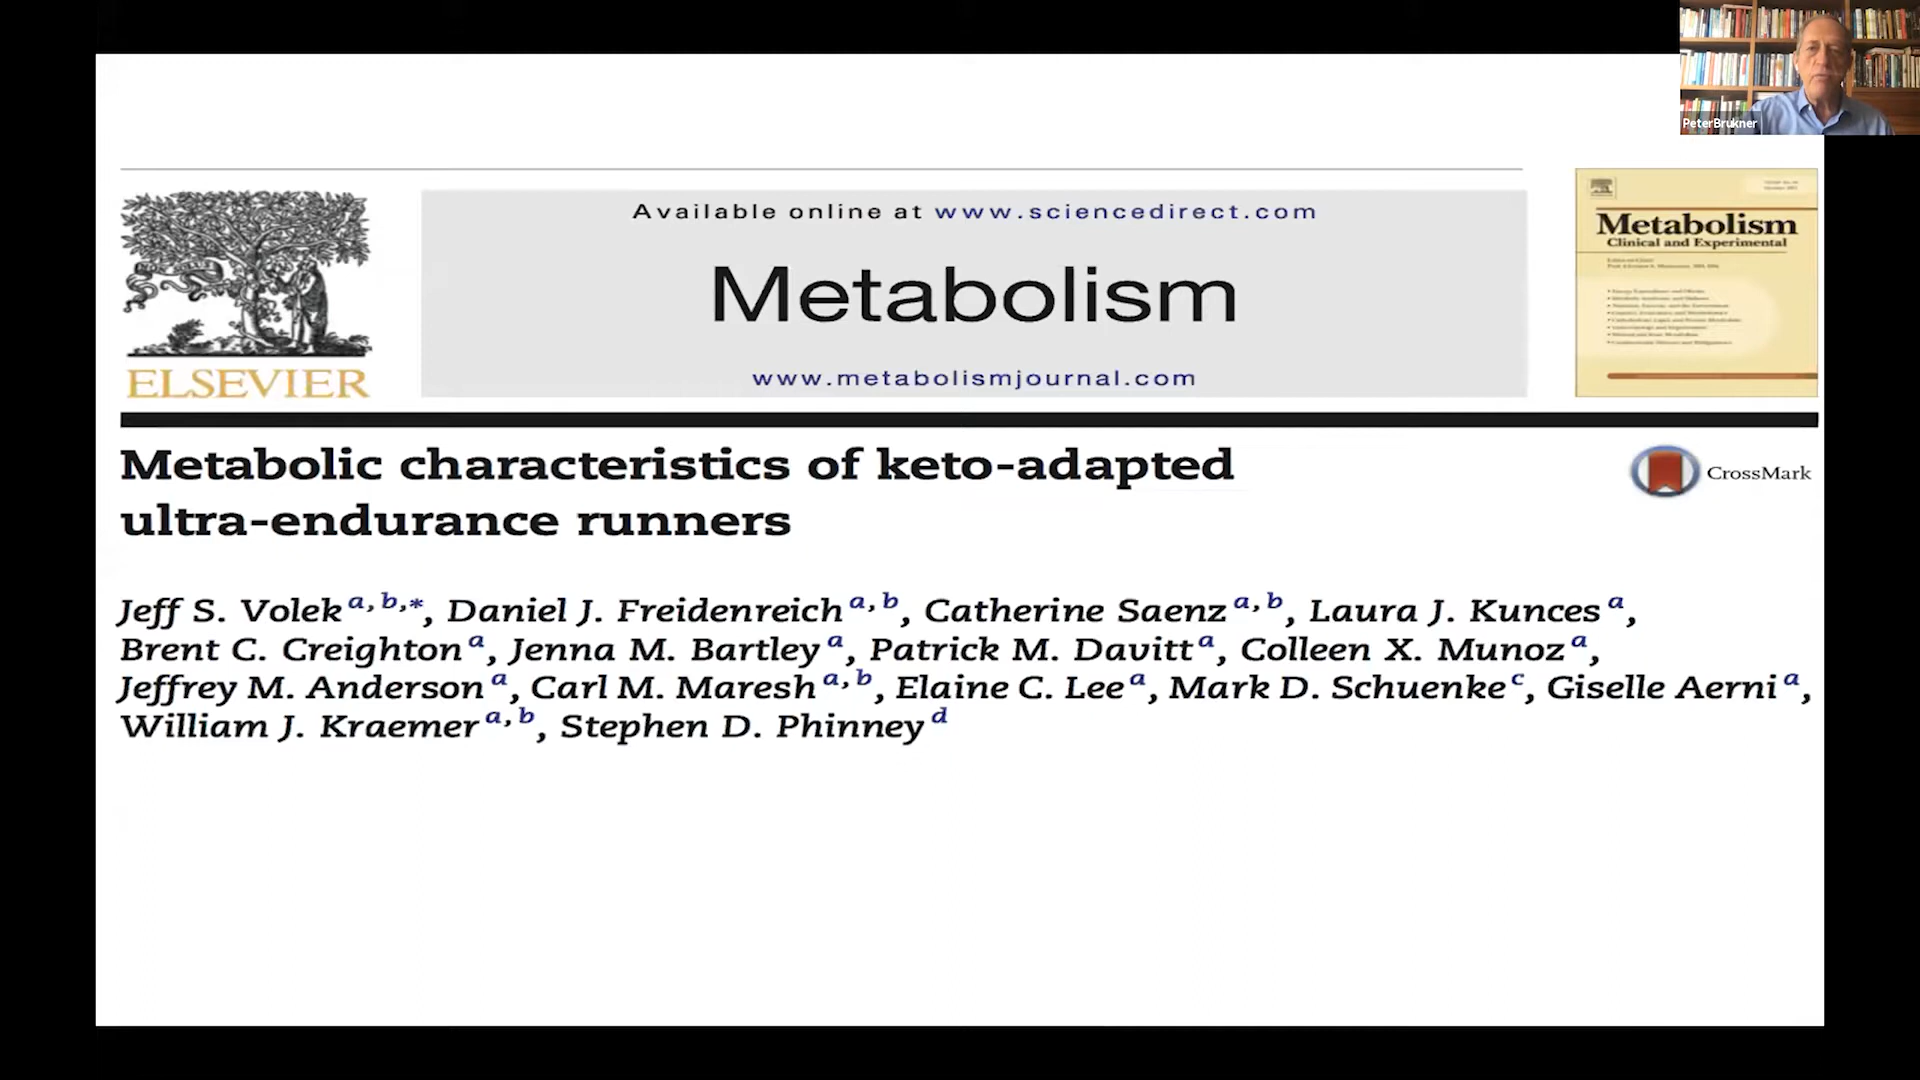 PeterBrukner
Available online at www.sciencedirect.com
Metabolism
www.metabolismjournal.com
ELSEVIER
Metabolism
Clinical and Experimental
Metabolic characteristics of keto-adapted
ultra-endurance runners
CrossMark
Jeff S. Volek a, b,*, Daniel J. Freidenreich a, b, Catherine Saenz a, b, Laura J. Kunces a,
Brent C. Creighton a, Jenna M. Bartley a, Patrick M. Davitt a, Colleen X. Munoz a,
Jeffrey M. Anderson a, Carl M. Maresh a, b, Elaine C. Lee a, Mark D. Schuenke c, Giselle Aerni a,
William J. Kraemer a, b, Stephen D. Phinney d